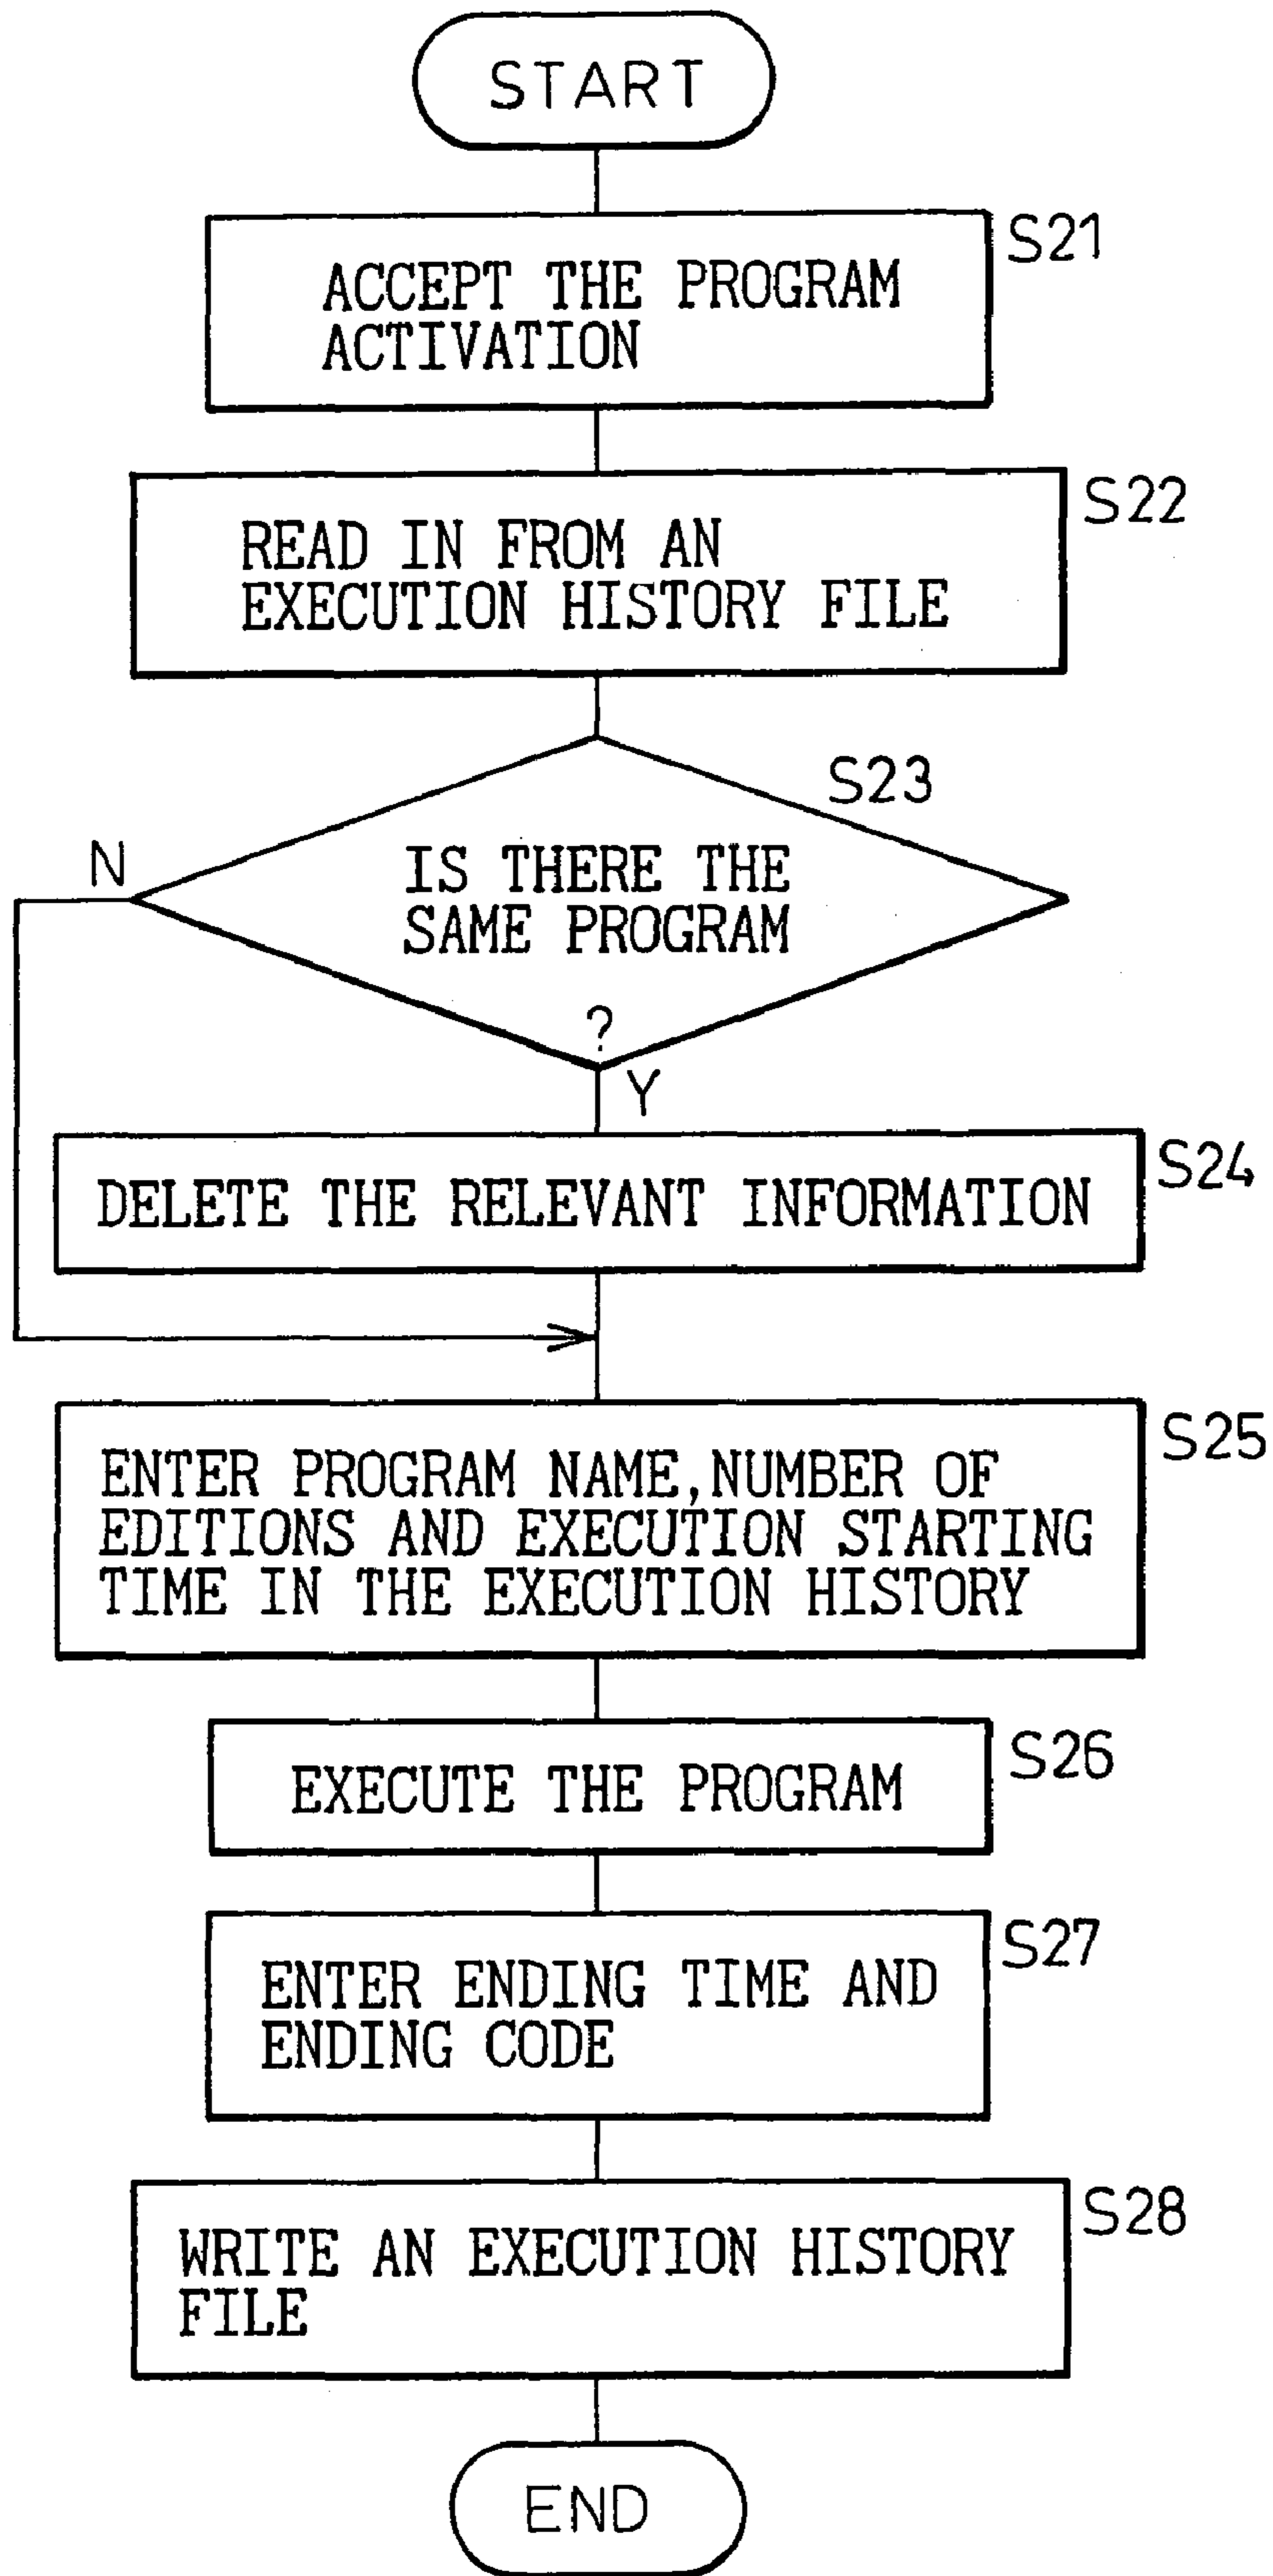 START
S21
ACCEPT THE PROGRAM
ACTIVATION
S22
READ IN FROM AN
EXECUTION HISTORY FILE
S23
N
IS THERE THE
SAME PROGRAM
?
Y
S24
DELETE THE RELEVANT INFORMATION
S25
ENTER PROGRAM NAME,NUMBER OF
EDITIONS AND EXECUTION STARTING
TIME IN THE EXECUTION HISTORY
S26
EXECUTE THE PROGRAM
S27
ENTER ENDING TIME AND
ENDING CODE
S28
WRITE AN EXECUTION HISTORY
FILE
END